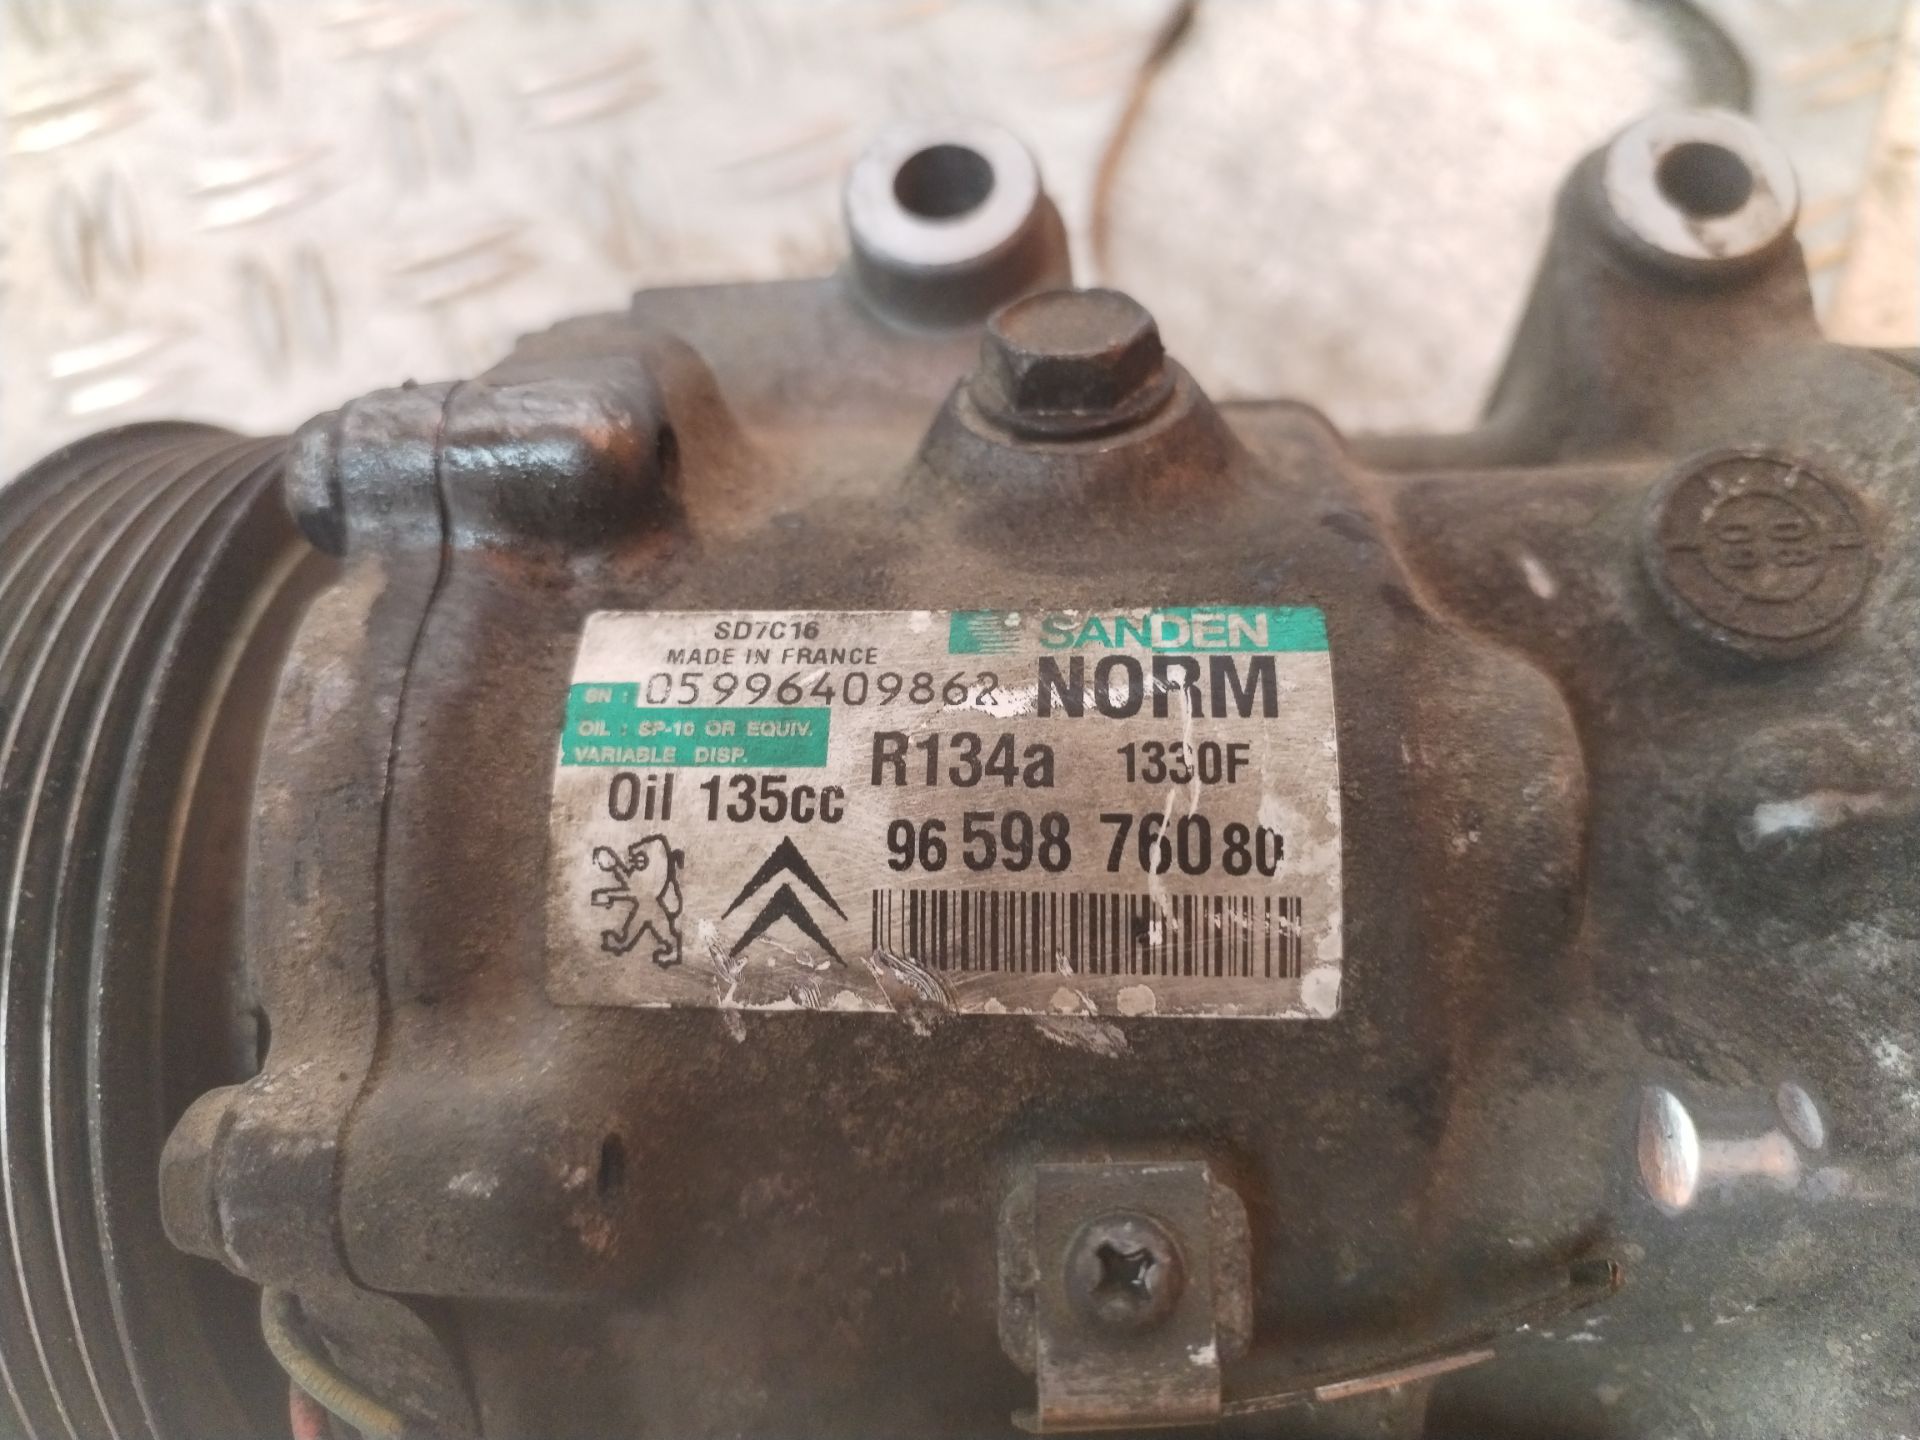 SD7C16
MADE IN FRANCE
SANDEN
SN : 05996409862
NORM
OIL : SP-10 OR EQUIV.
VARIABLE DISP.
R134a 1330F
Oil 135cc
96 598 760 80